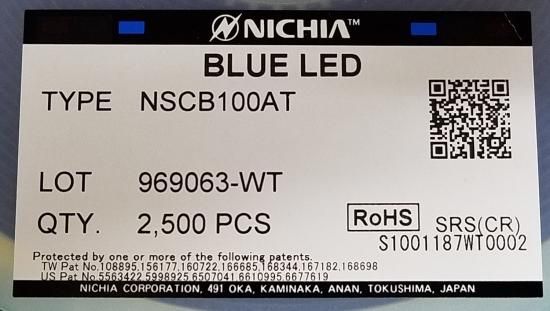 NICHIA™
BLUE LED
TYPE NSCB100AT
LOT 969063-WT
QTY. 2,500 PCS
RoHS SRS(CR)
S1001187WT0002
Protected by one or more of the following patents.
TW Pat No.108895,156177,160722,166685,168344,167182,168698
US Pat No.5563422,5998925,6507041,6610995,6677619
NICHIA CORPORATION, 491 OKA, KAMINAKA, ANAN, TOKUSHIMA, JAPAN